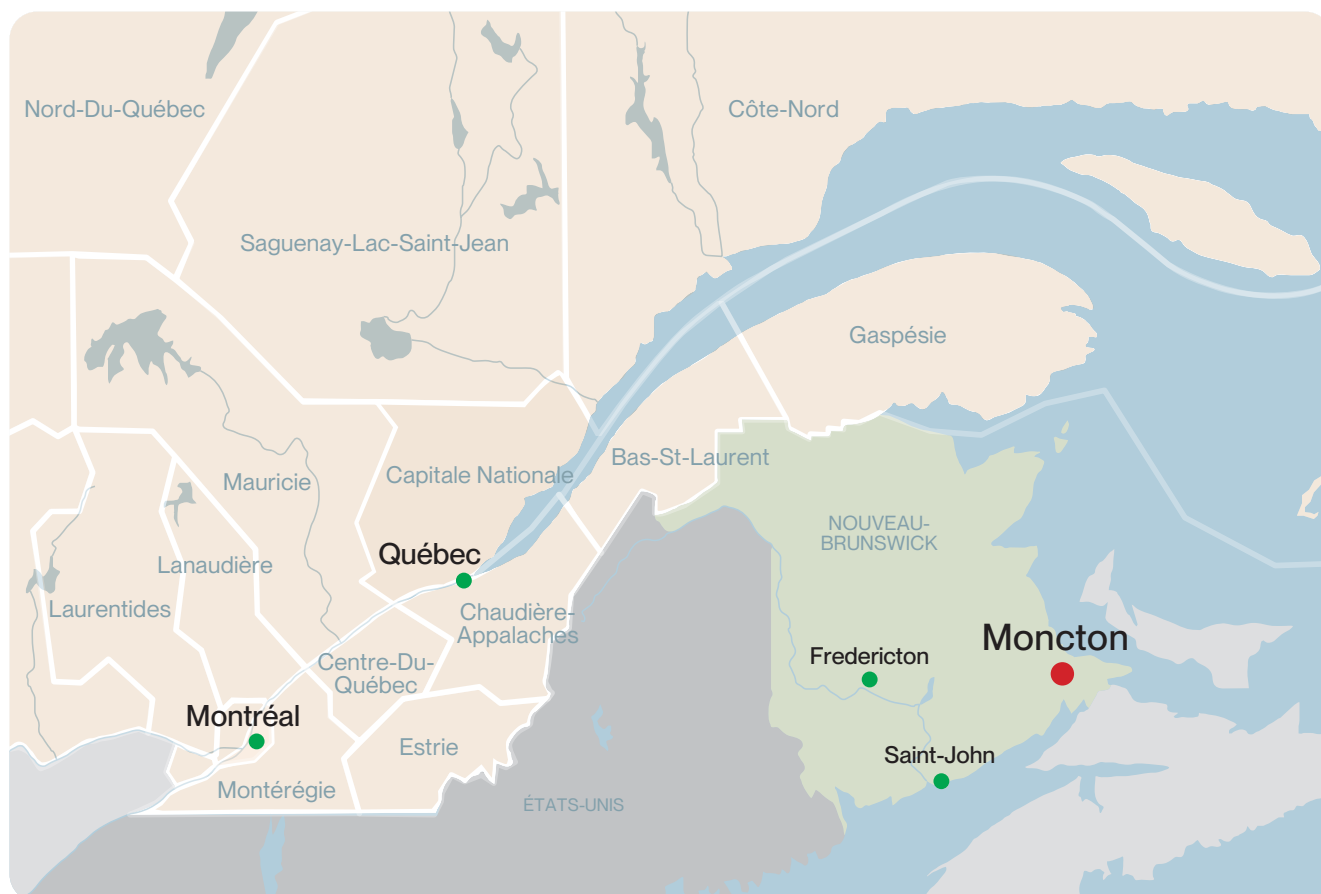 Nord-Du-Québec
Côte-Nord
Saguenay-Lac-Saint-Jean
Gaspésie
Bas-St-Laurent
Capitale Nationale
Mauricie
NOUVEAU-
BRUNSWICK
Québec
Lanaudière
Laurentides
Chaudière-
Appalaches
Centre-Du-
Québec
Moncton
Fredericton
Montréal
Estrie
Saint-John
Montérégie
ÉTATS-UNIS